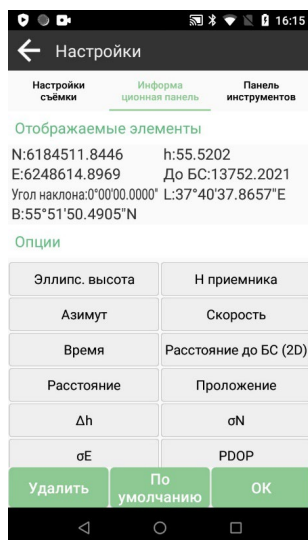 16:15
Настройки
Настройки
съёмки
Информа
ционная панель
Панель
инструментов
Отображаемые элементы
N:6184511.8446 h:55.5202
E:6248614.8969 До БС:13752.2021
Угол наклона:0°00'00.0000" L:37°40'37.8657"E
B:55°51'50.4905"N
Опции
Эллипс. высота Н приемника
Азимут Скорость
Время Расстояние до БС (2D)
Расстояние Проложение
Δh σN
σE PDOP
Удалить
По
умолчанию
ОК